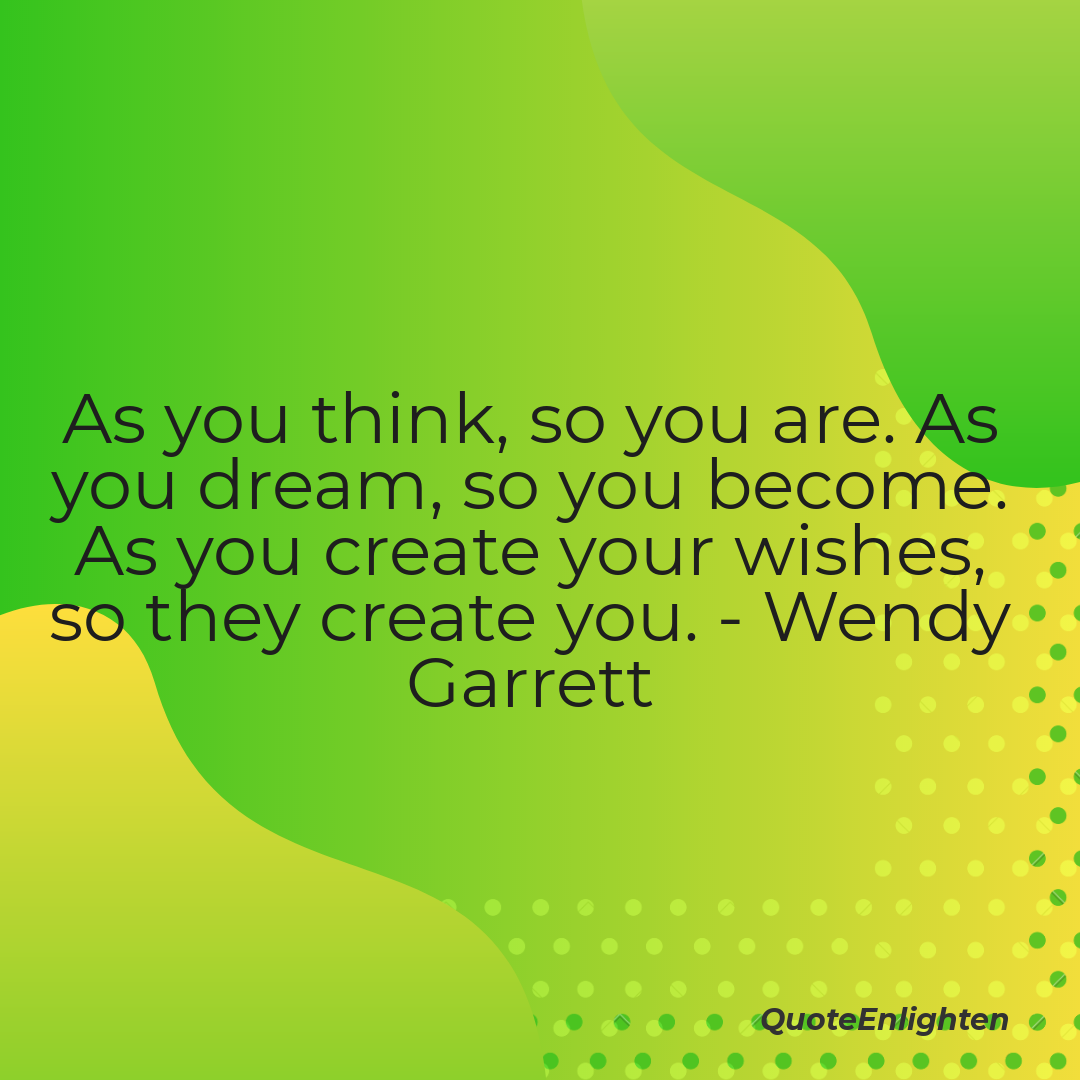 As you think, so you are. As
you dream, so you become.
As you create your wishes,
so they create you. - Wendy
Garrett
QuoteEnlighten